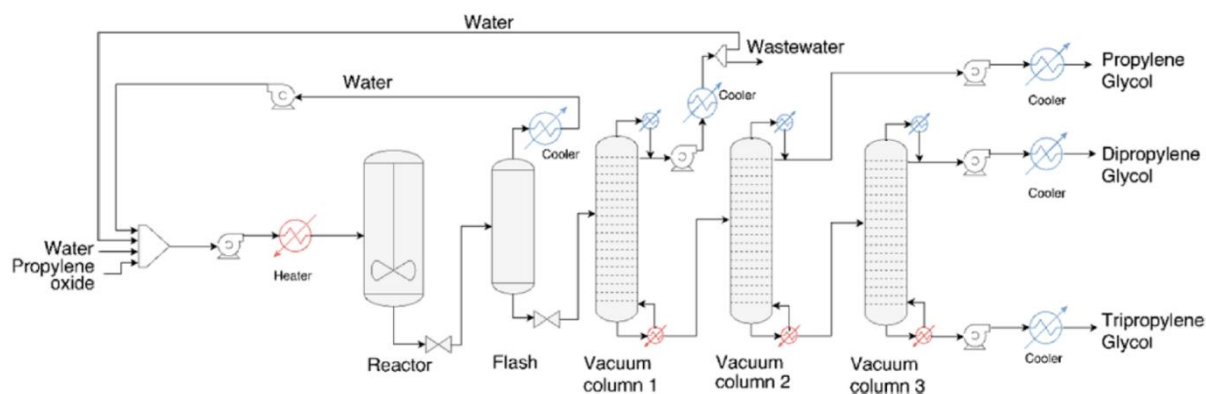 Water
Wastewater
Water
Propylene
Glycol
Cooler
Cooler
Cooler
Dipropylene
Glycol
Cooler
Water
Propylene
oxide
Heater
Tripropylene
Glycol
Cooler
Reactor
Flash
Vacuum
column 1
Vacuum
column 2
Vacuum
column 3